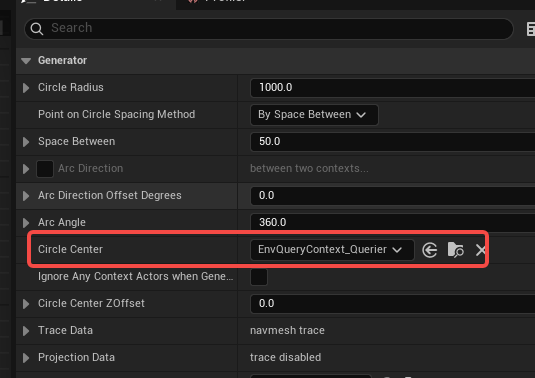 Search
Generator
Circle Radius
1000.0
Point on Circle Spacing Method
By Space Between
Space Between
50.0
Arc Direction
between two contexts...
Arc Direction Offset Degrees
0.0
Arc Angle
360.0
Circle Center
EnvQueryContext_Querier
Ignore Any Context Actors when Gene...
Circle Center ZOffset
0.0
Trace Data
navmesh trace
Projection Data
trace disabled